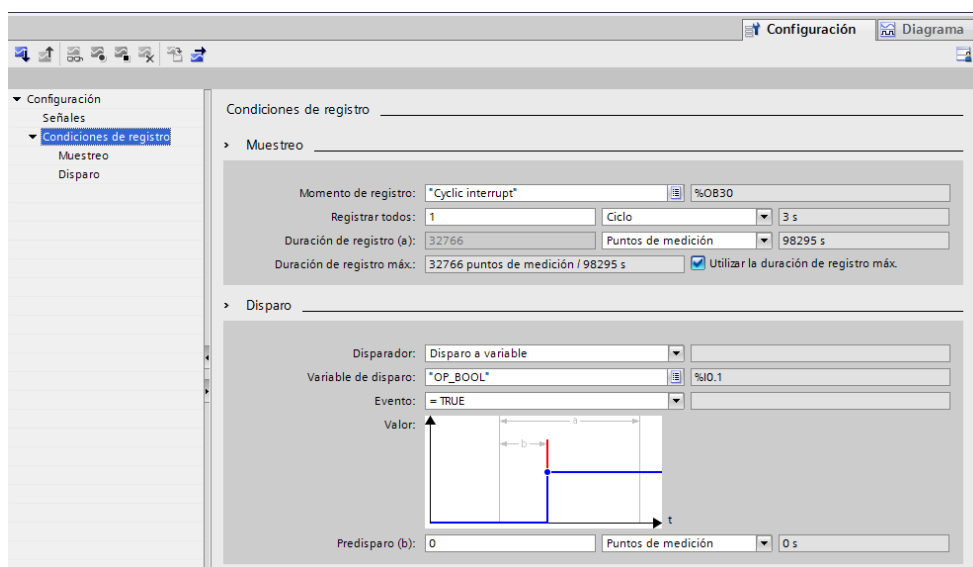 Configuración Diagrama
Configuración
Señales
Condiciones de registro
Muestreo
Disparo
Condiciones de registro
Muestreo
Momento de registro: "Cyclic interrupt" %OB30
Registrar todos: 1 Ciclo 3 s
Duración de registro (a): 32766 Puntos de medición 98295 s
Duración de registro máx.: 32766 puntos de medición / 98295 s Utilizar la duración de registro máx.
Disparo
Disparador: Disparo a variable
Variable de disparo: "OP_BOOL" %I0.1
Evento: = TRUE
Valor:
a
b
t
Predisparo (b): 0 Puntos de medición 0 s